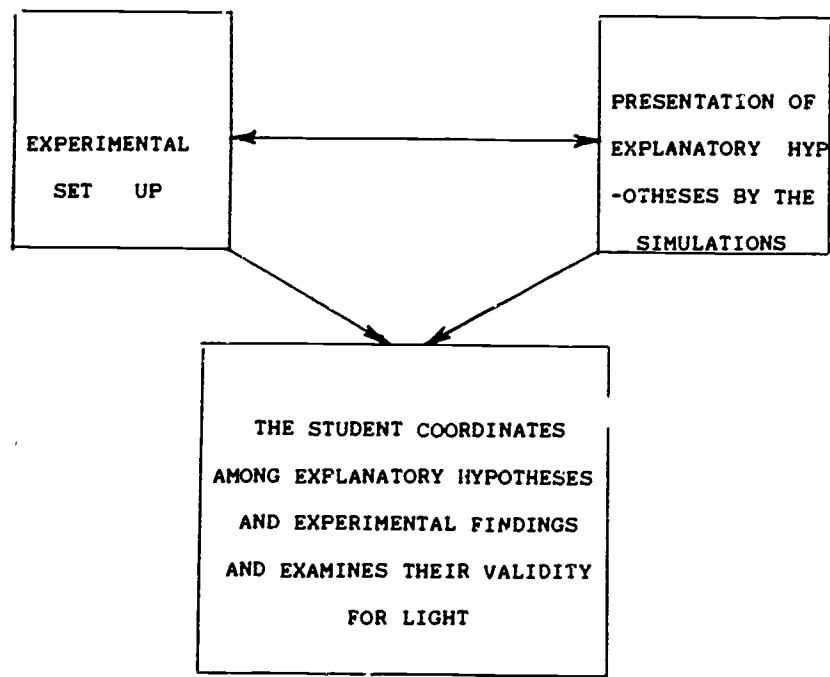 EXPERIMENTAL
SET UP
PRESENTATION OF
EXPLANATORY HYP
-OTHESES BY THE
SIMULATIONS
THE STUDENT COORDINATES
AMONG EXPLANATORY HYPOTHESES
AND EXPERIMENTAL FINDINGS
AND EXAMINES THEIR VALIDITY
FOR LIGHT